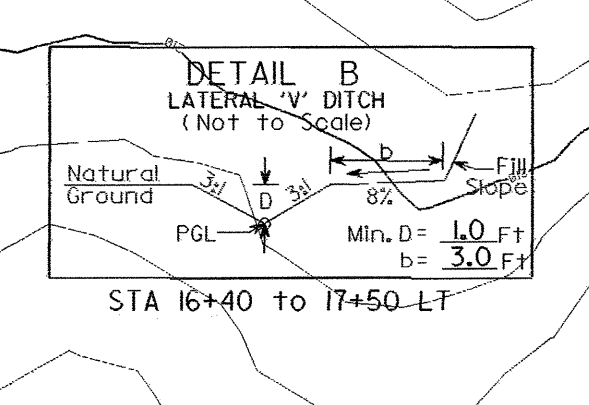 DETAIL B
LATERAL 'V' DITCH
(Not to Scale)
b
Natural
Ground
3:1
D
3:1
8%
Fill
Slope
PGL
Min. D = 1.0 Ft
b = 3.0 Ft
STA 16+40 to 17+50 LT